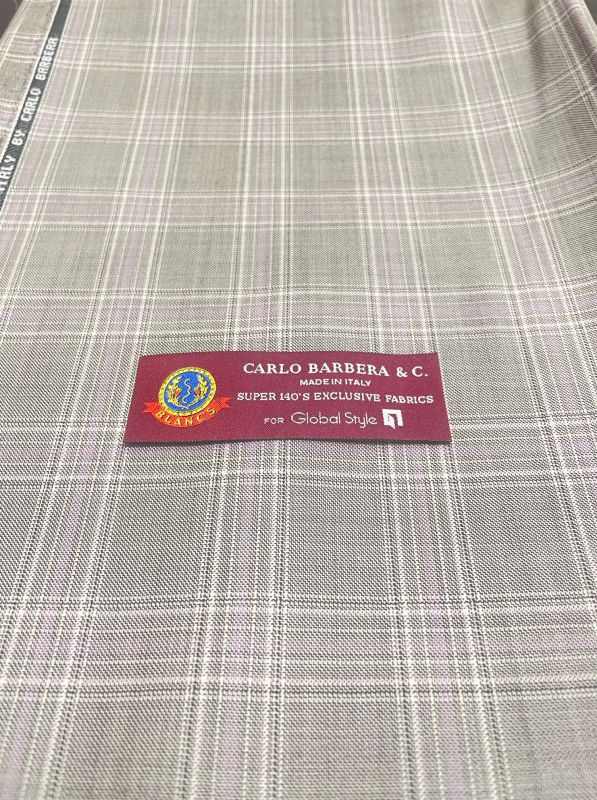 ITALY BY CARLO BARBERA
CARLO BARBERA & C.
MADE IN ITALY
SUPER 140'S EXCLUSIVE FABRICS
FOR Global Style
BLANCS